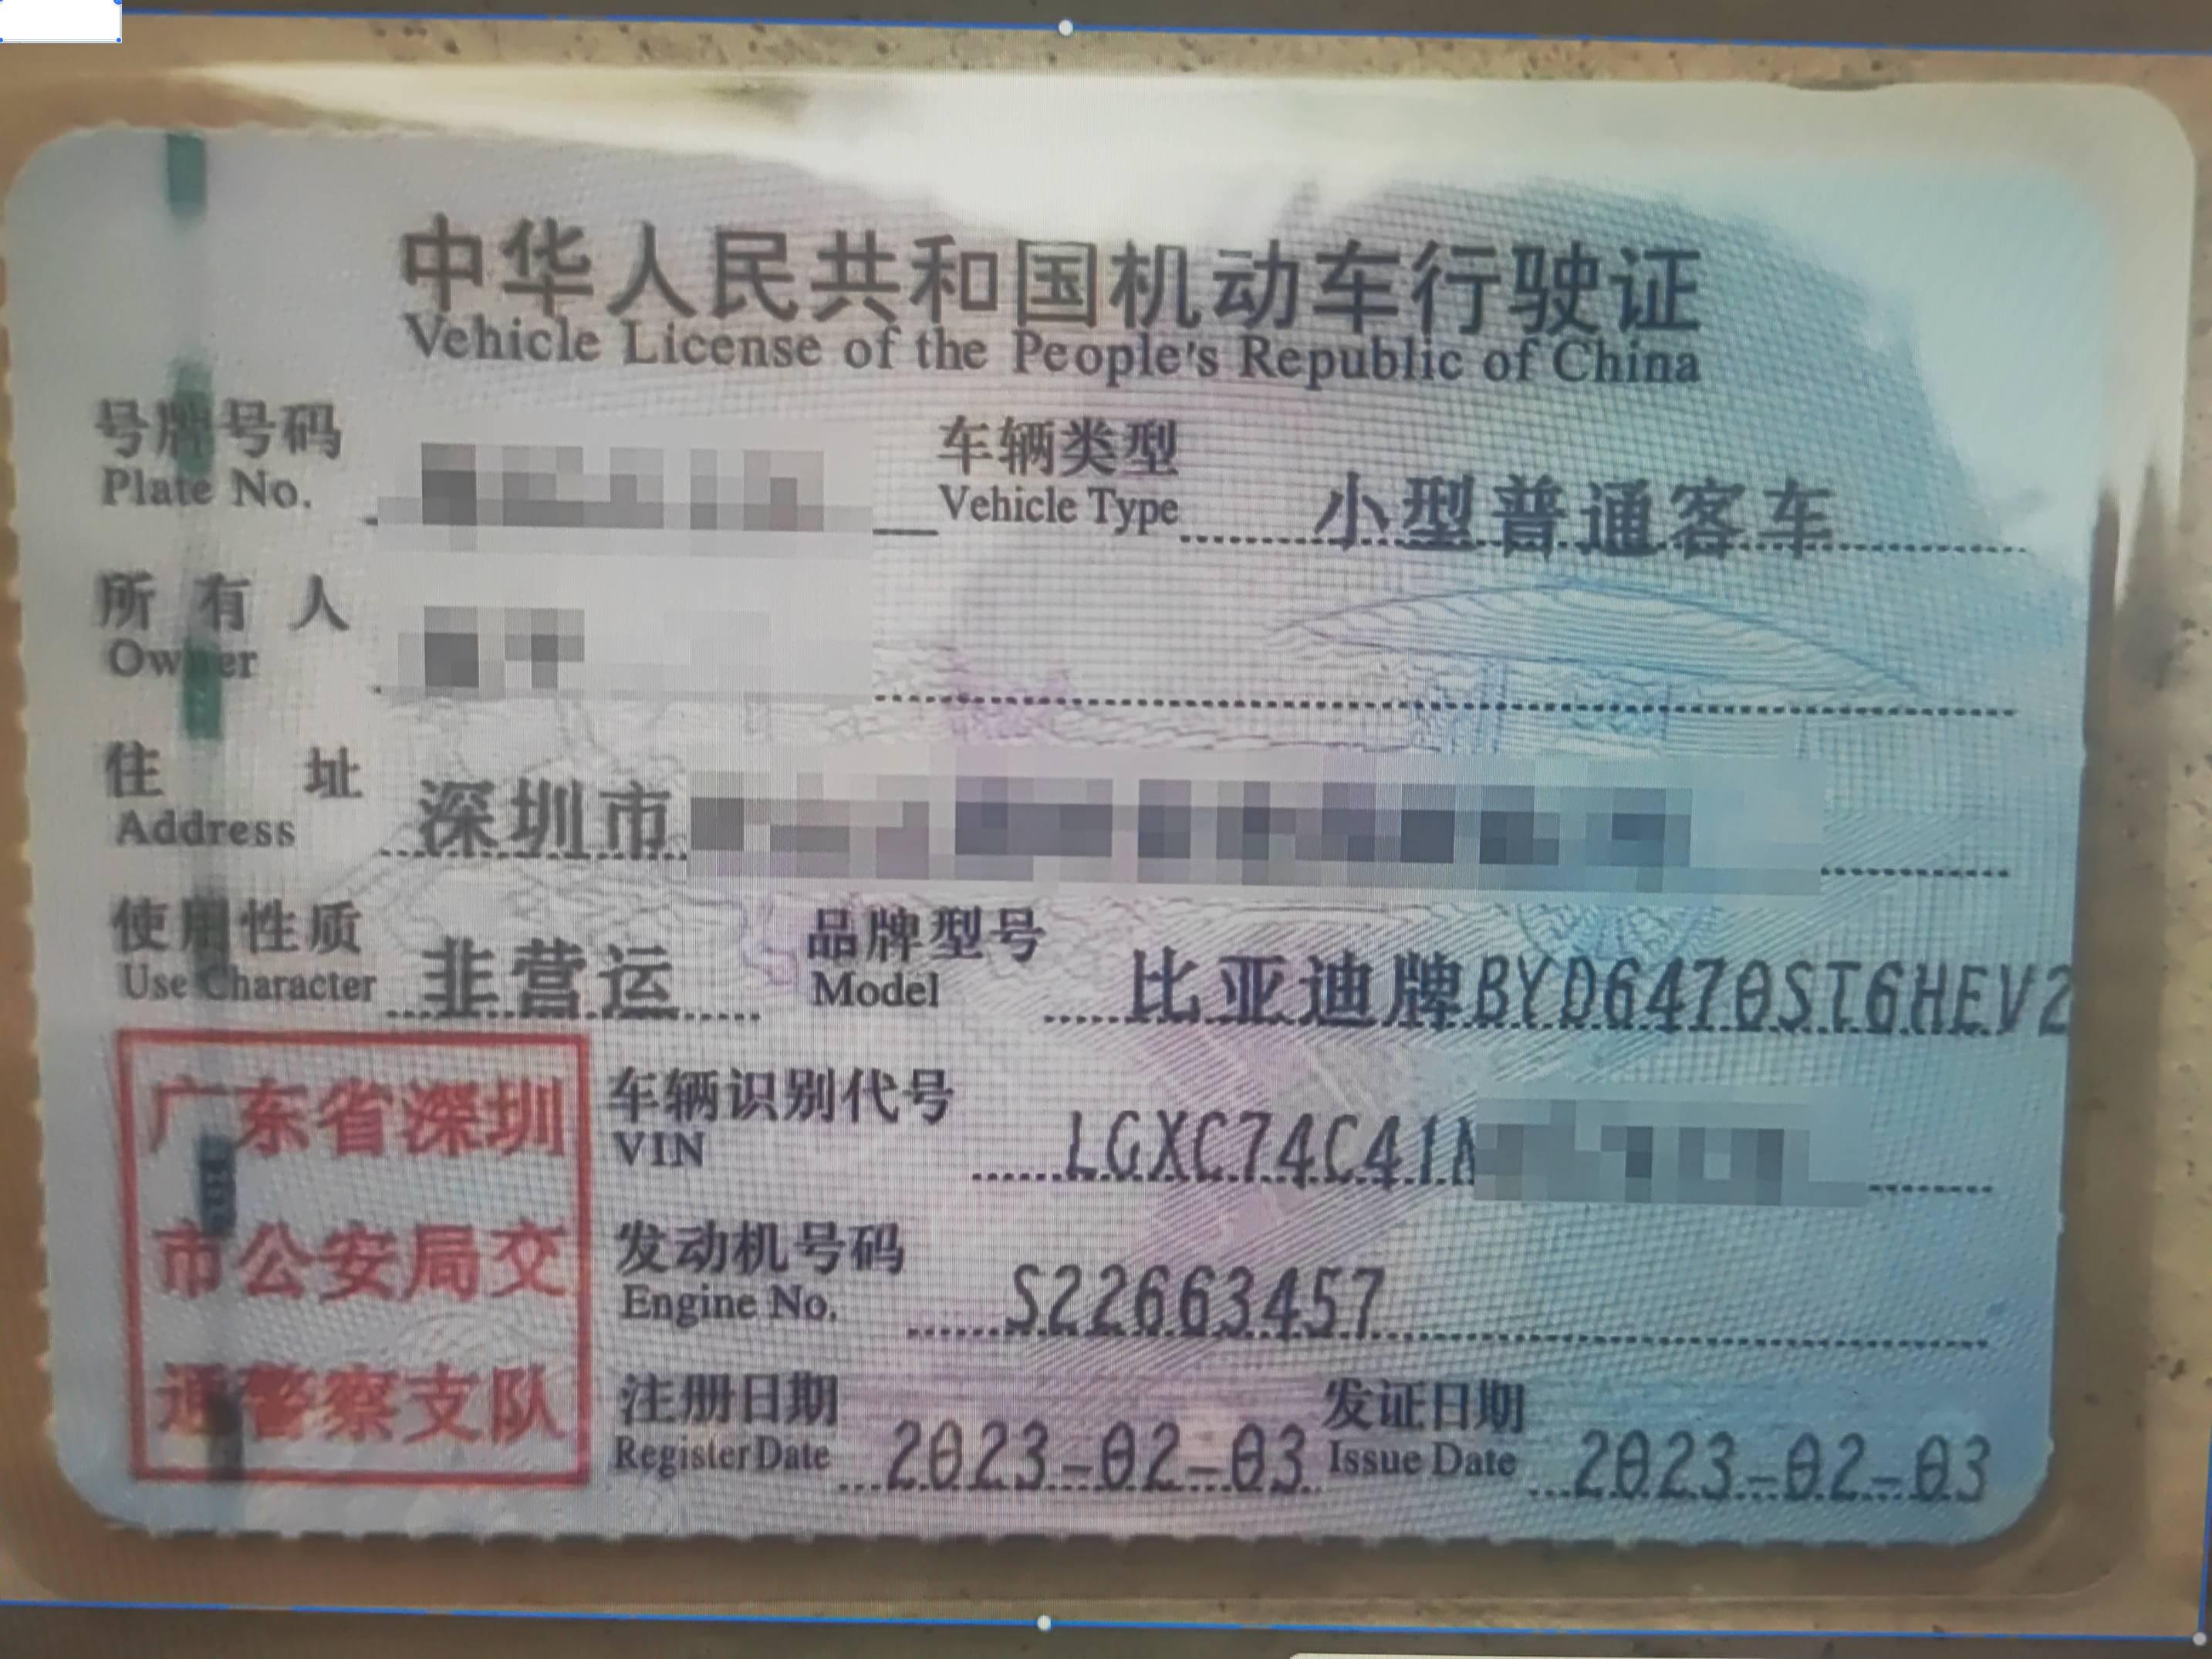 中华人民共和国机动车行驶证
Vehicle License of the People's Republic of China
号牌号码
Plate No.
车辆类型 小型普通客车
Vehicle Type
所有人
Owner
住址 深圳市
Address
使用性质 非营运 品牌型号 比亚迪牌BYD6470ST6HEV2
Use Character Model
广东省深圳
市公安局交
通警察支队
车辆识别代号 LGXC74C41
VIN
发动机号码 S22663457
Engine No.
注册日期 2023-02-03 发证日期 2023-02-03
Register Date Issue Date